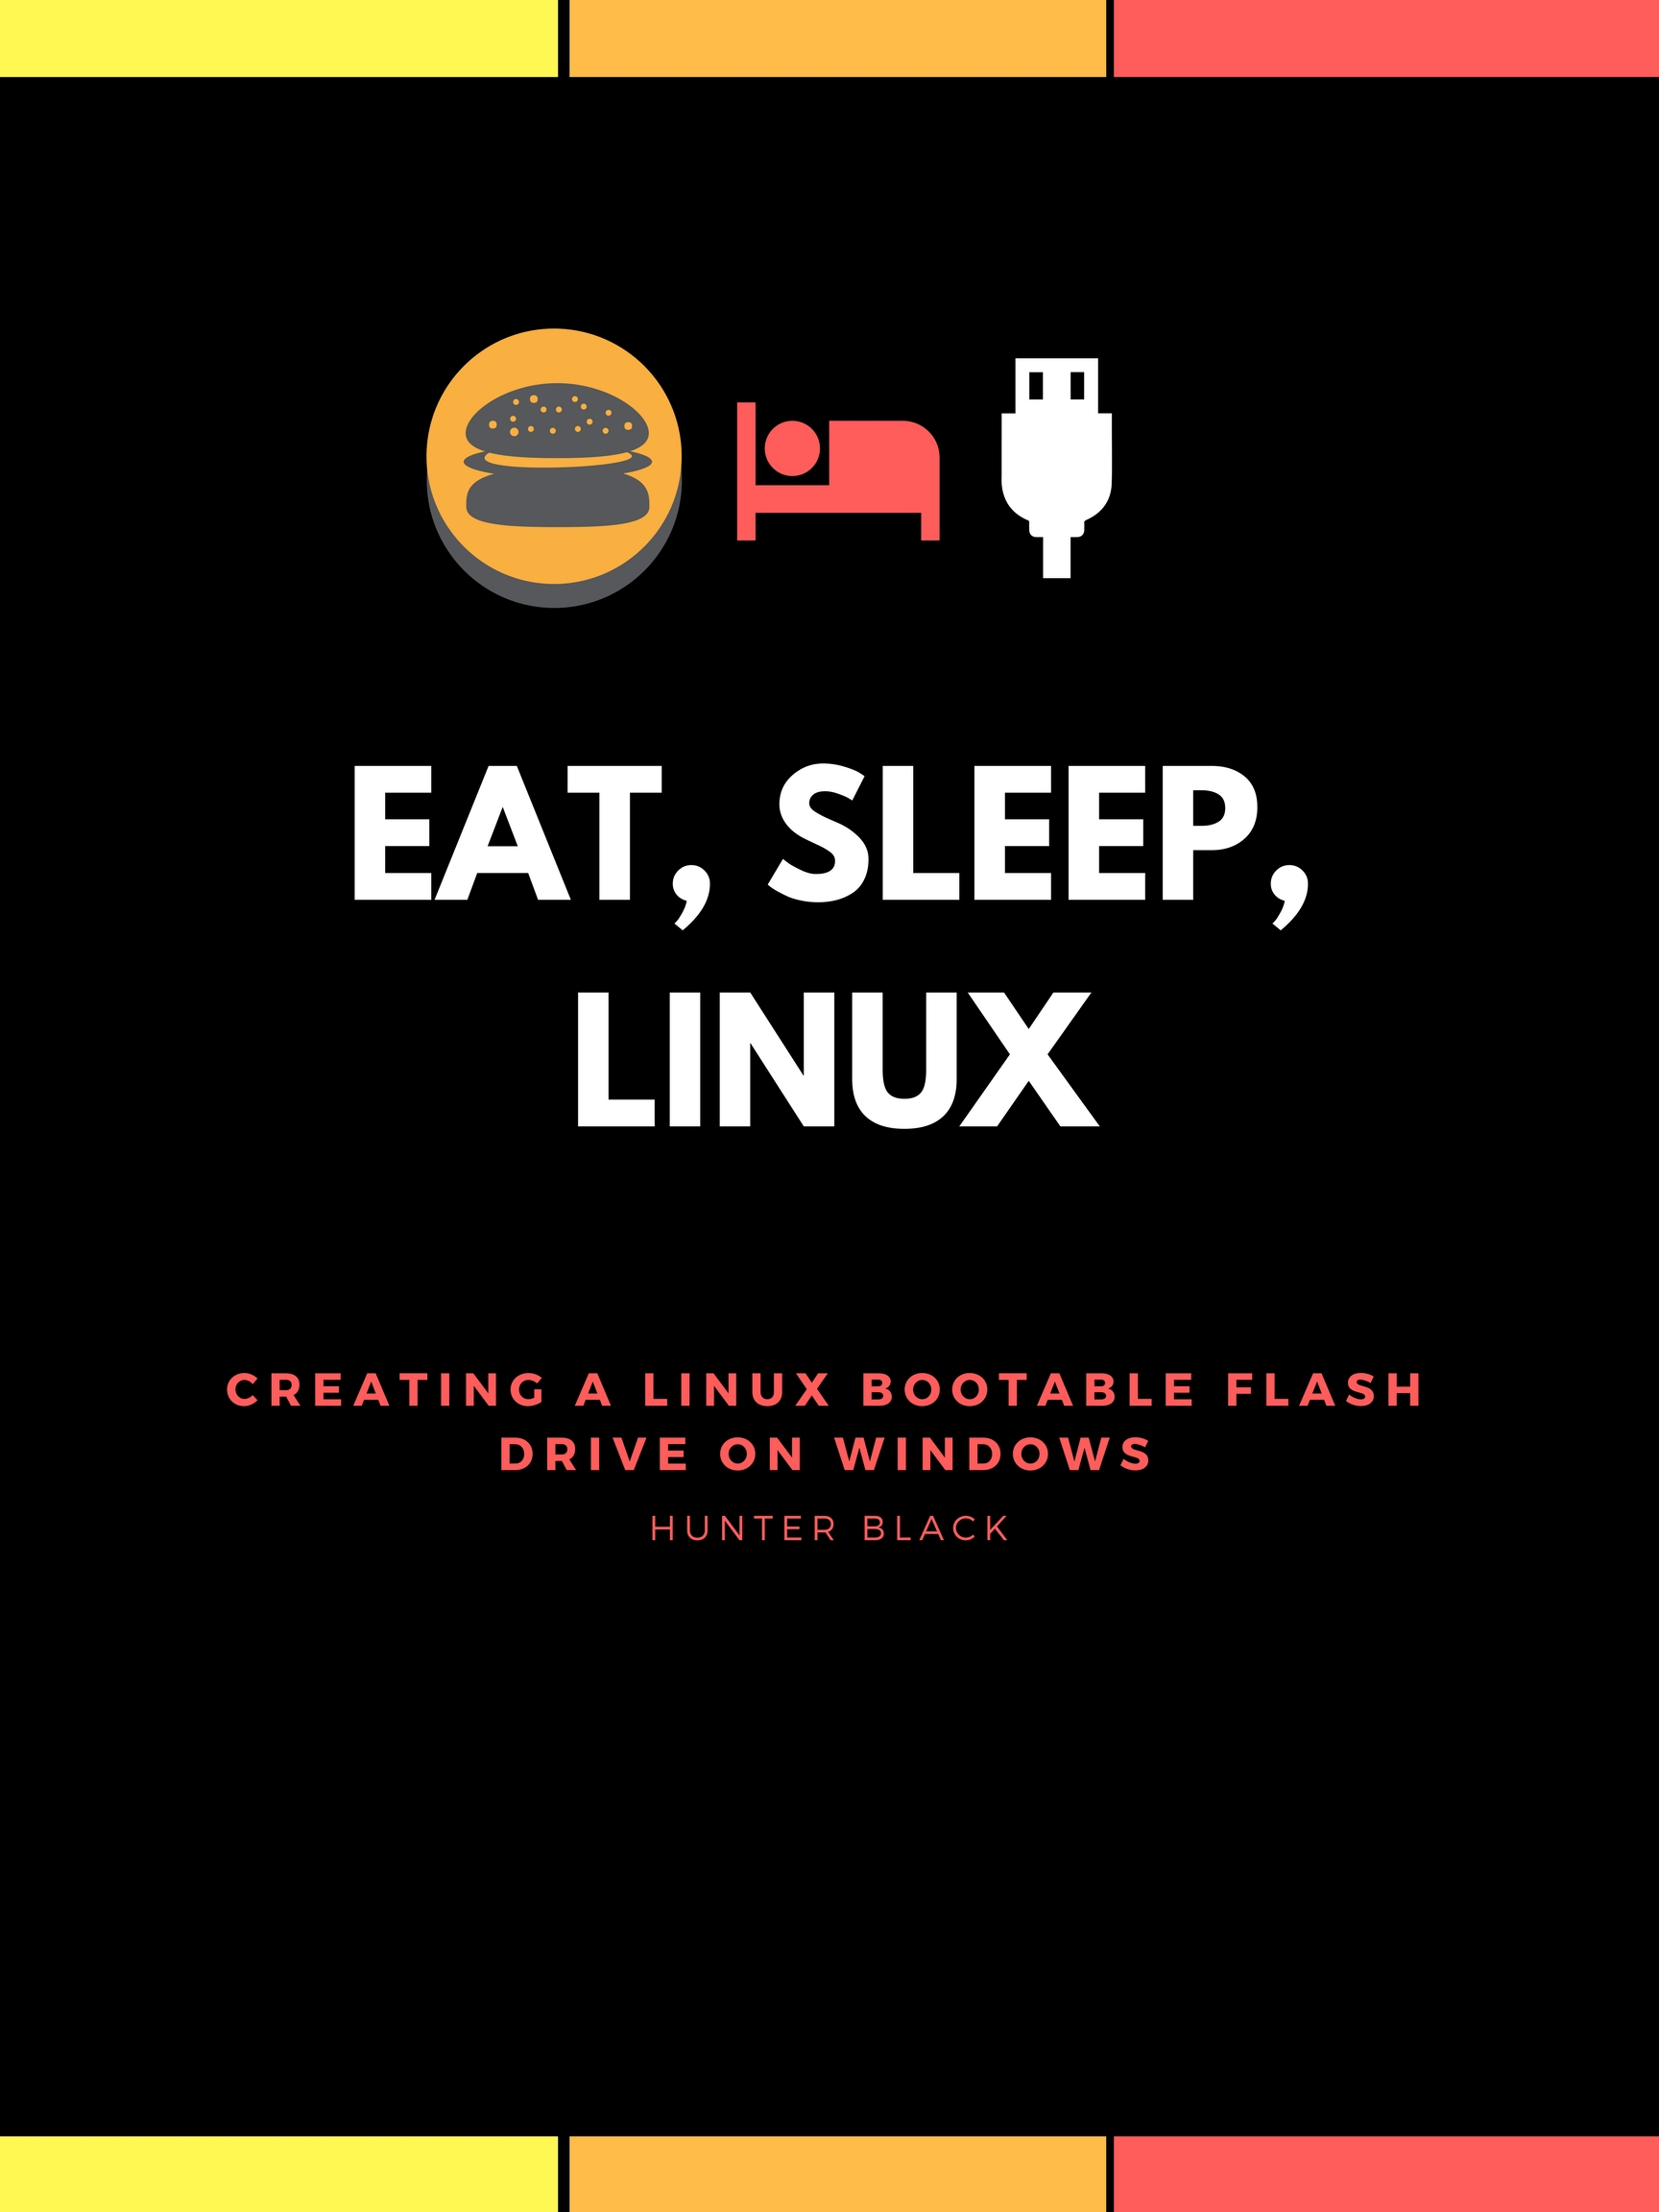 EAT, SLEEP,
LINUX
CREATING A LINUX BOOTABLE FLASH
DRIVE ON WINDOWS
HUNTER BLACK